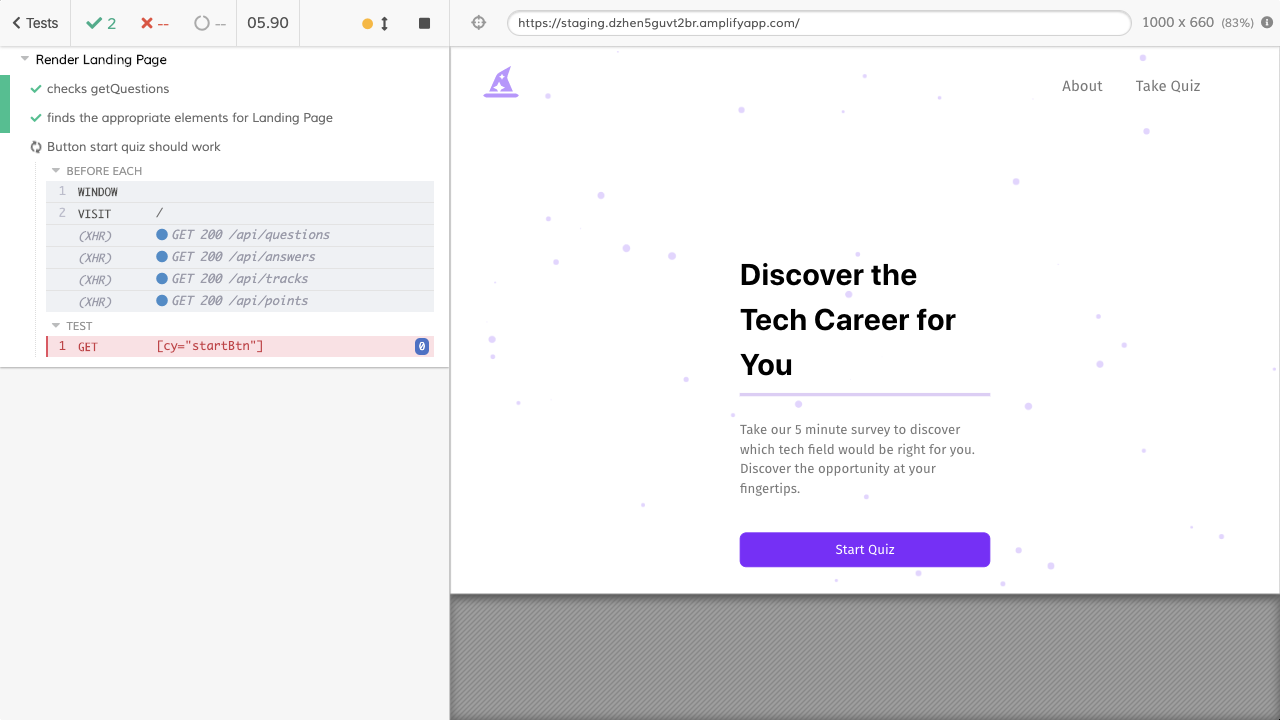 Tests
2
--
--
05.90
https://staging.dzhen5guvt2br.amplifyapp.com/
1000 x 660 (83%)
Render Landing Page
checks getQuestions
finds the appropriate elements for Landing Page
Button start quiz should work
BEFORE EACH
1 WINDOW
2 VISIT /
(XHR) GET 200 /api/questions
(XHR) GET 200 /api/answers
(XHR) GET 200 /api/tracks
(XHR) GET 200 /api/points
TEST
1 GET [cy="startBtn"] 0
About Take Quiz
Discover the
Tech Career for
You
Take our 5 minute survey to discover
which tech field would be right for you.
Discover the opportunity at your
fingertips.
Start Quiz